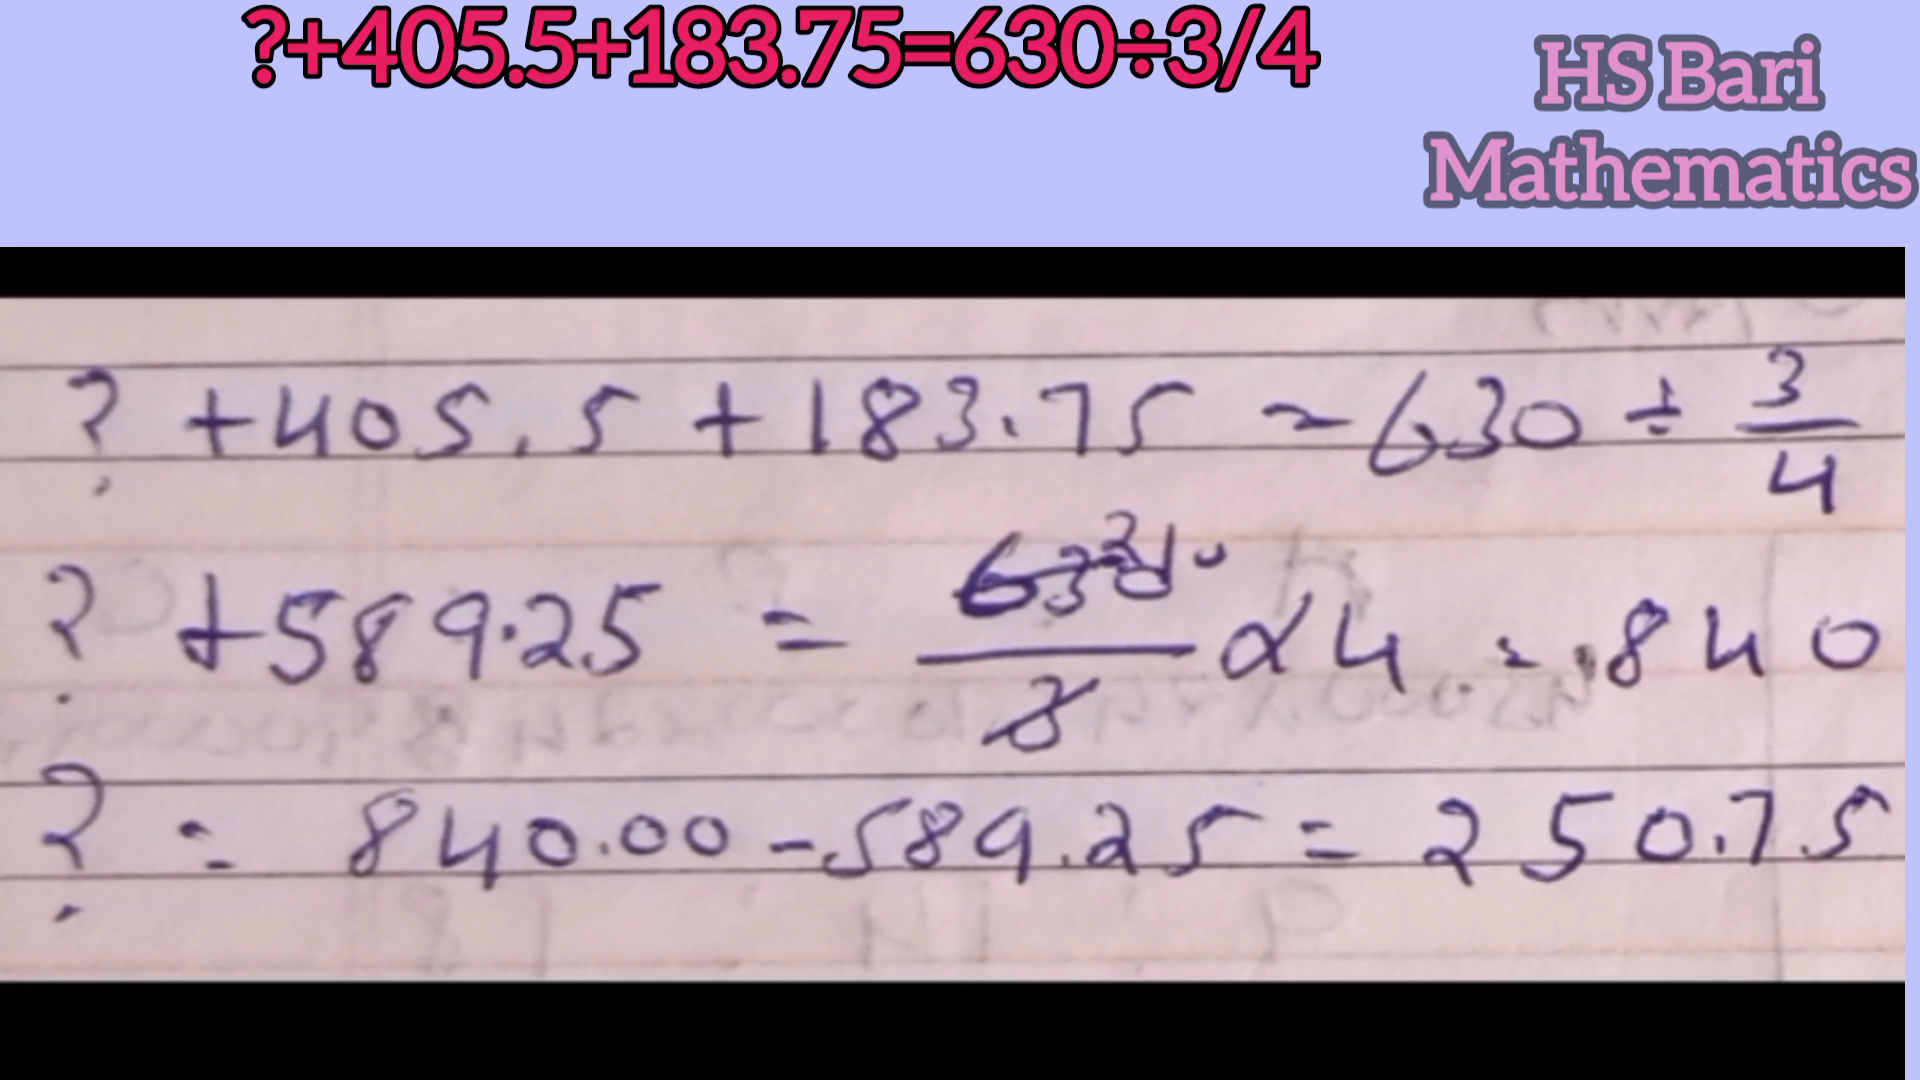 ?+405.5+183.75=630÷3/4
HS Bari
Mathematics
? +405.5 +183.75 = 630 ÷ 3/4
? +589.25 = 630/3 210 × 4 = 840
? = 840.00 - 589.25 = 250.75